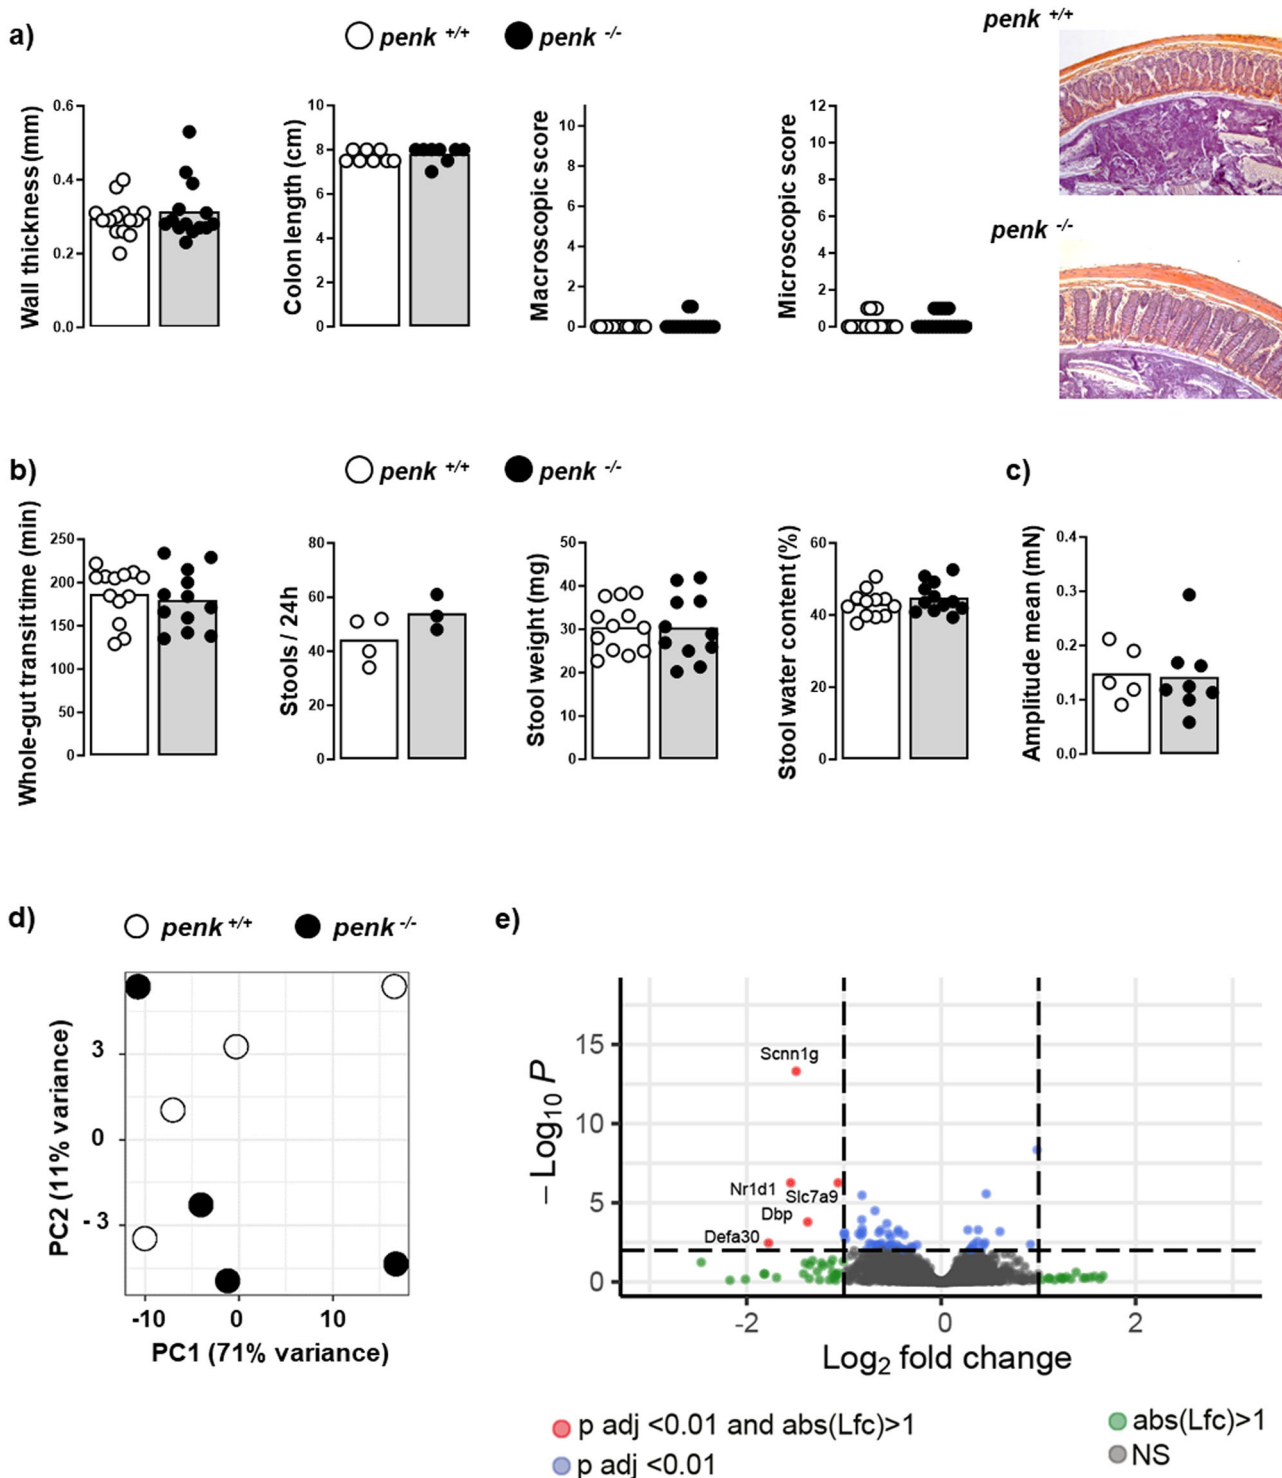 a)
penk +/+
penk -/-
penk +/+
penk -/-
Wall thickness (mm)
0.6
0.4
0.2
0.0
Colon length (cm)
10
8
6
4
2
0
Macroscopic score
10
8
6
4
2
0
Microscopic score
12
10
8
6
4
2
0
b)
penk +/+
penk -/-
c)
Whole-gut transit time (min)
250
200
150
100
50
0
Stools / 24h
80
60
40
20
0
Stool weight (mg)
50
40
30
20
10
0
Stool water content (%)
60
40
20
0
Amplitude mean (mN)
0.4
0.3
0.2
0.1
0.0
d)
penk +/+
penk -/-
PC2 (11% variance)
3
0
- 3
-10
0
10
PC1 (71% variance)
e)
– Log10 P
15
10
5
0
Scnn1g
Nr1d1
Slc7a9
Dbp
Defa30
-2
0
2
Log2 fold change
p adj <0.01 and abs(Lfc)>1
p adj <0.01
abs(Lfc)>1
NS